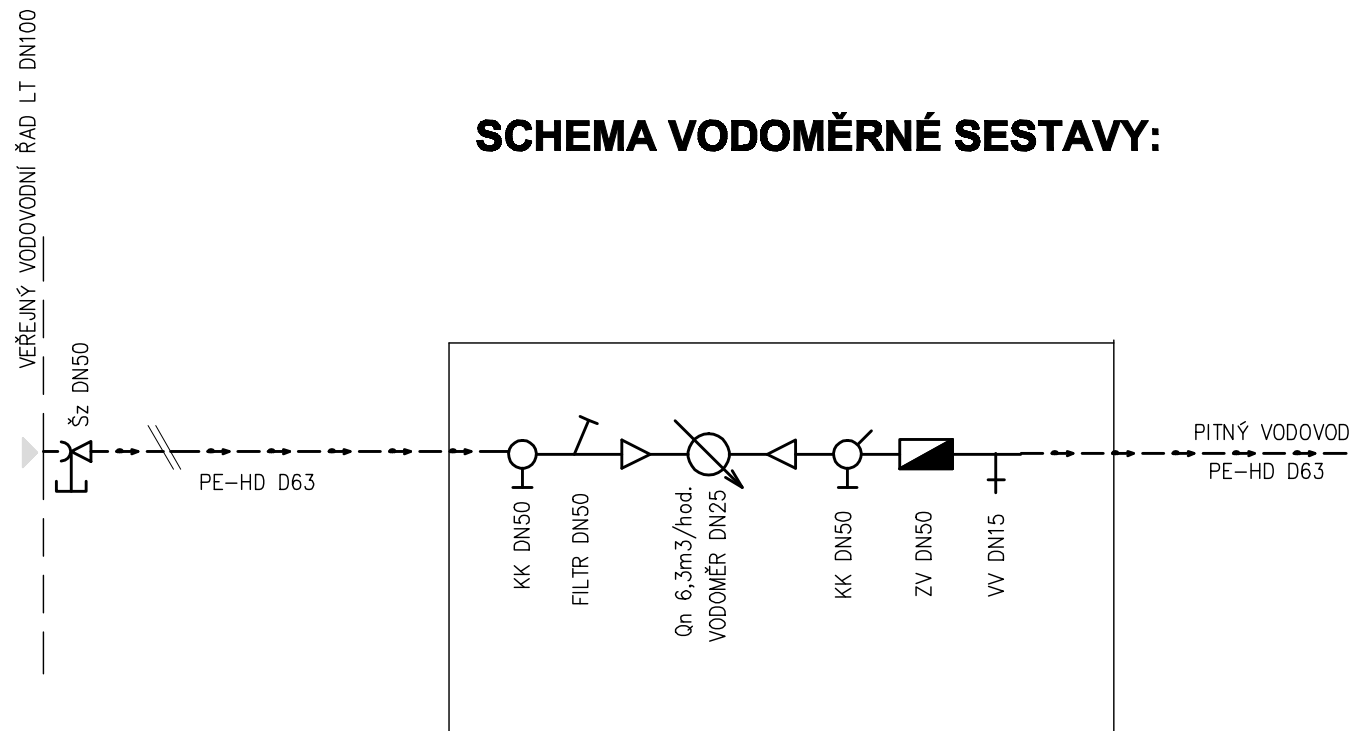 SCHEMA VODOMĚRNÉ SESTAVY:
VEŘEJNÝ VODOVODNÍ ŘAD LT DN100
Šz DN50
PE-HD D63
KK DN50
FILTR DN50
Qn 6,3m3/hod.
VODOMĚR DN25
KK DN50
ZV DN50
VV DN15
PITNÝ VODOVOD
PE-HD D63